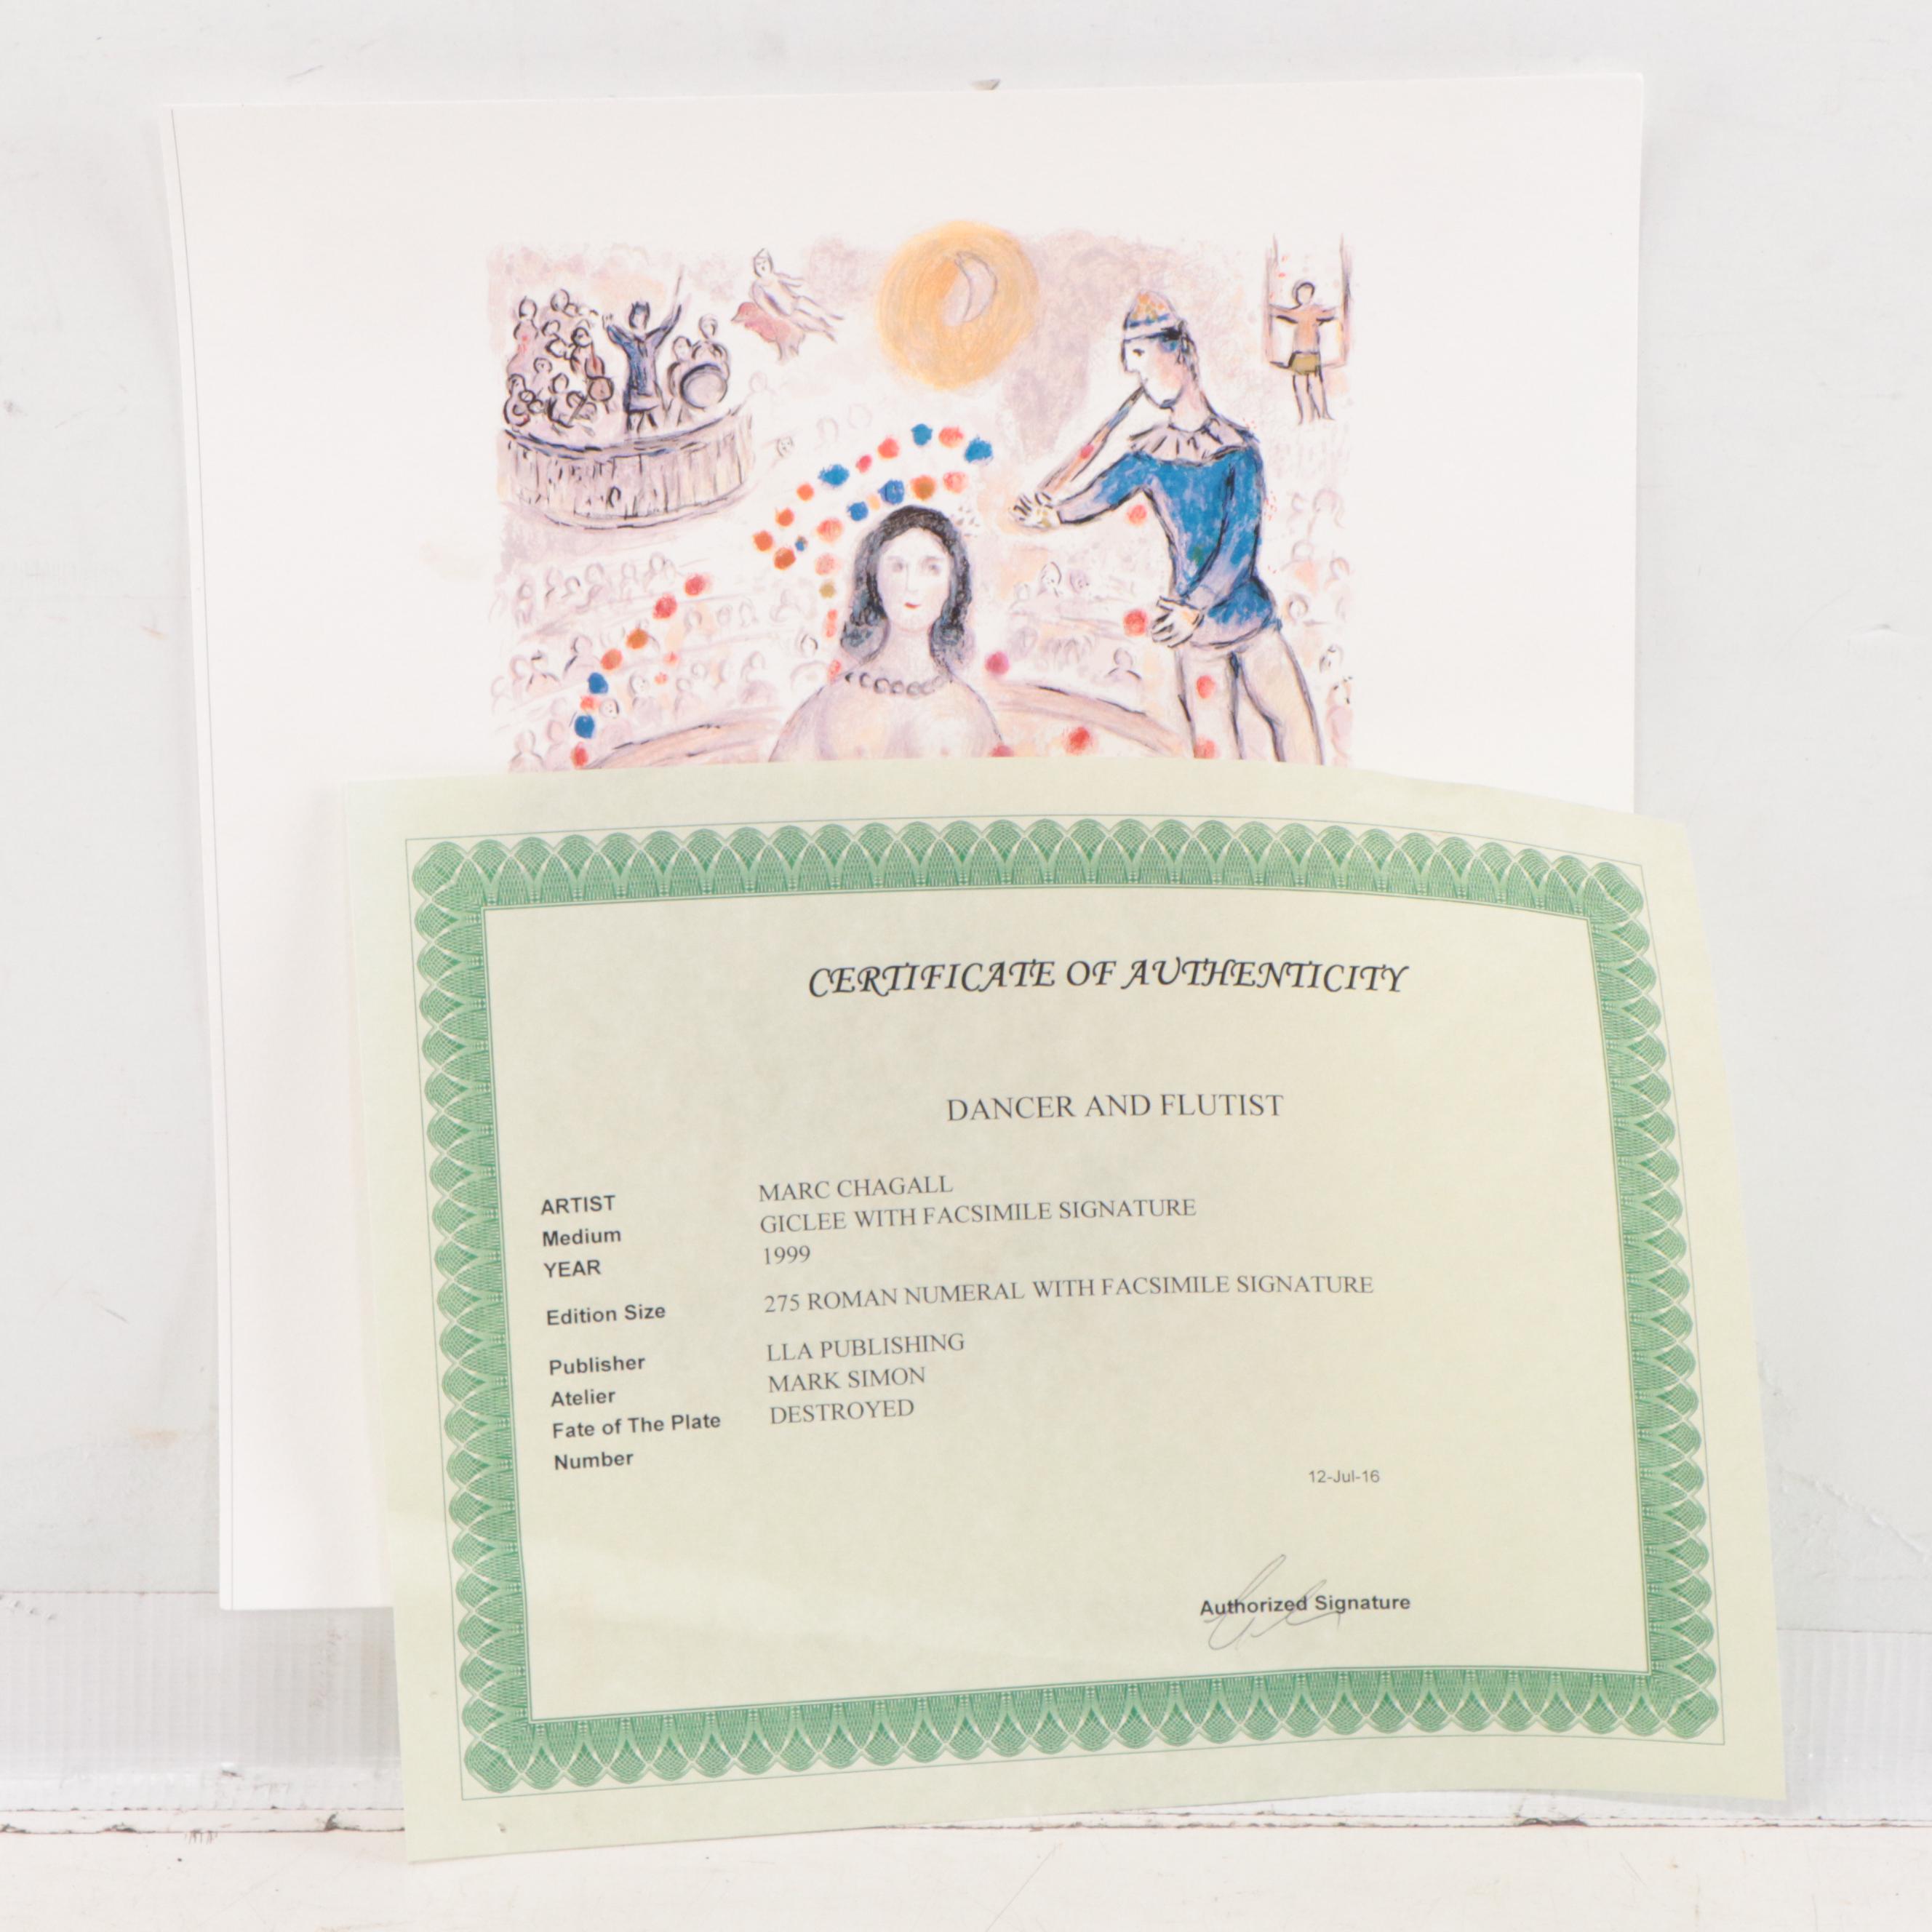 CERTIFICATE OF AUTHENTICITY
DANCER AND FLUTIST
ARTIST MARC CHAGALL
Medium GICLEE WITH FACSIMILE SIGNATURE
YEAR 1999
Edition Size 275 ROMAN NUMERAL WITH FACSIMILE SIGNATURE
Publisher LLA PUBLISHING
Atelier MARK SIMON
Fate of The Plate DESTROYED
Number
12-Jul-16
Authorized Signature